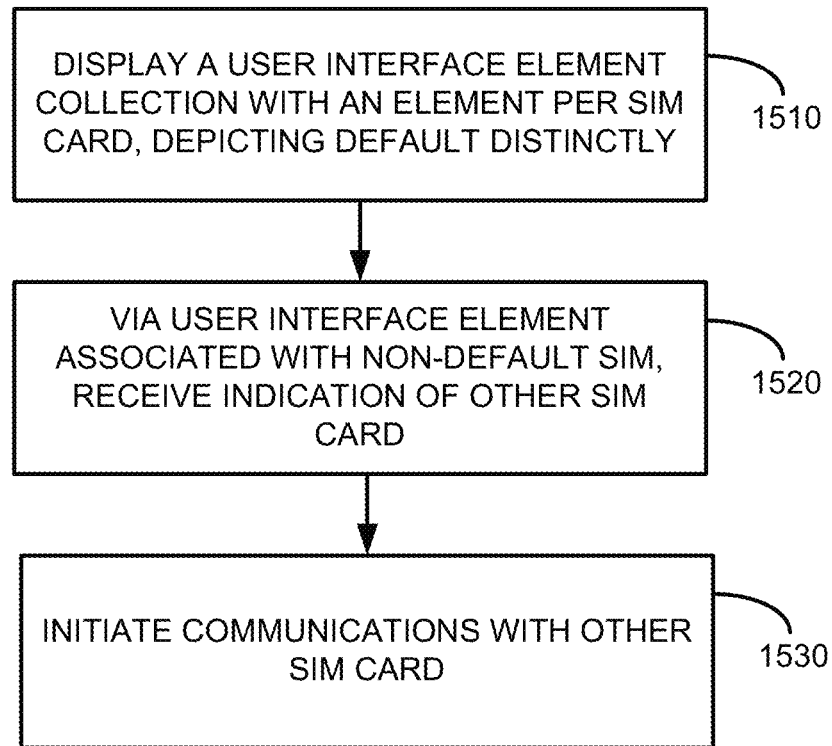 DISPLAY A USER INTERFACE ELEMENT
COLLECTION WITH AN ELEMENT PER SIM
CARD, DEPICTING DEFAULT DISTINCTLY
1510
VIA USER INTERFACE ELEMENT
ASSOCIATED WITH NON-DEFAULT SIM,
RECEIVE INDICATION OF OTHER SIM
CARD
1520
INITIATE COMMUNICATIONS WITH OTHER
SIM CARD
1530